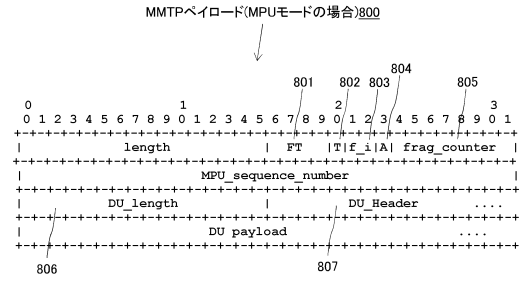 MMTPペイロード(MPUモードの場合)800
801 802 803 804 805
0 1 2 3
0 1 2 3 4 5 6 7 8 9 0 1 2 3 4 5 6 7 8 9 0 1 2 3 4 5 6 7 8 9 0 1
+-+-+-+-+-+-+-+-+-+-+-+-+-+-+-+-+-+-+-+-+-+-+-+-+-+-+-+-+-+-+-+-+
| length | FT |T|f_i|A| frag_counter |
+-+-+-+-+-+-+-+-+-+-+-+-+-+-+-+-+-+-+-+-+-+-+-+-+-+-+-+-+-+-+-+-+
| MPU_sequence_number |
+-+-+-+-+-+-+-+-+-+-+-+-+-+-+-+-+-+-+-+-+-+-+-+-+-+-+-+-+-+-+-+-+
| DU_length | DU_Header .... |
+-+-+-+-+-+-+-+-+-+-+-+-+-+-+-+-+-+-+-+-+-+-+-+-+-+-+-+-+-+-+-+-+
| DU payload .... |
+-+-+-+-+-+-+-+-+-+-+-+-+-+-+-+-+-+-+-+-+-+-+-+-+-+-+-+-+-+-+-+-+
806 807